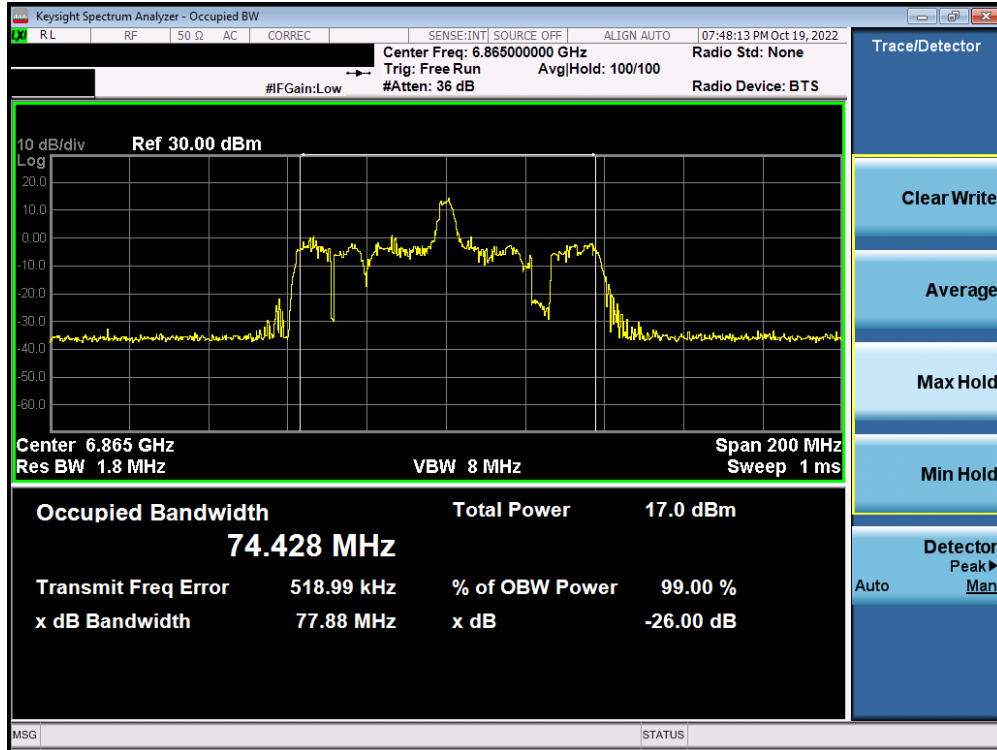 Keysight Spectrum Analyzer - Occupied BW
LXI RL RF 50 Ω AC CORREC SENSE:INT SOURCE OFF ALIGN AUTO 07:48:13 PM Oct 19, 2022
Center Freq: 6.865000000 GHz Radio Std: None
Trig: Free Run Avg|Hold: 100/100
#IFGain:Low #Atten: 36 dB Radio Device: BTS
Trace/Detector
10 dB/div Ref 30.00 dBm
Log
20.0
10.0
0.00
-10.0
-20.0
-30.0
-40.0
-50.0
-60.0
Center 6.865 GHz Span 200 MHz
Res BW 1.8 MHz VBW 8 MHz Sweep 1 ms
Occupied Bandwidth Total Power 17.0 dBm
74.428 MHz
Transmit Freq Error 518.99 kHz % of OBW Power 99.00 %
x dB Bandwidth 77.88 MHz x dB -26.00 dB
Clear Write
Average
Max Hold
Min Hold
Detector
Peak▶
Auto Man
MSG STATUS